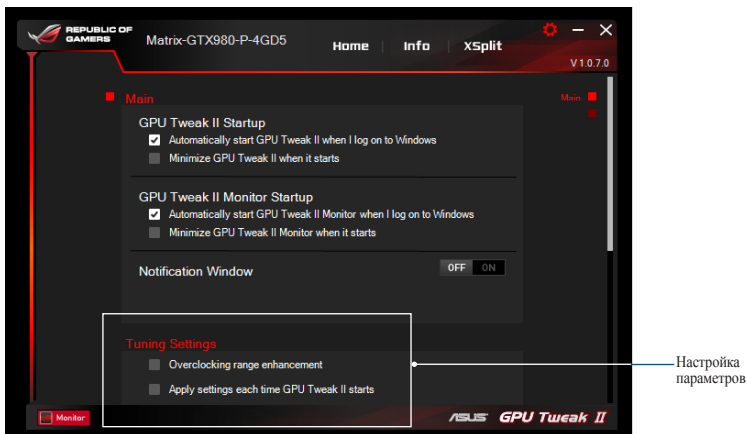 REPUBLIC OF
GAMERS
Matrix-GTX980-P-4GD5
Home
Info
XSplit
V 1.0.7.0
Main
Main
GPU Tweak II Startup
Automatically start GPU Tweak II when I log on to Windows
Minimize GPU Tweak II when it starts
GPU Tweak II Monitor Startup
Automatically start GPU Tweak II Monitor when I log on to Windows
Minimize GPU Tweak II Monitor when it starts
Notification Window
OFF ON
Tuning Settings
Overclocking range enhancement
Apply settings each time GPU Tweak II starts
Настройка
параметров
Monitor
ASUS GPU Tweak II